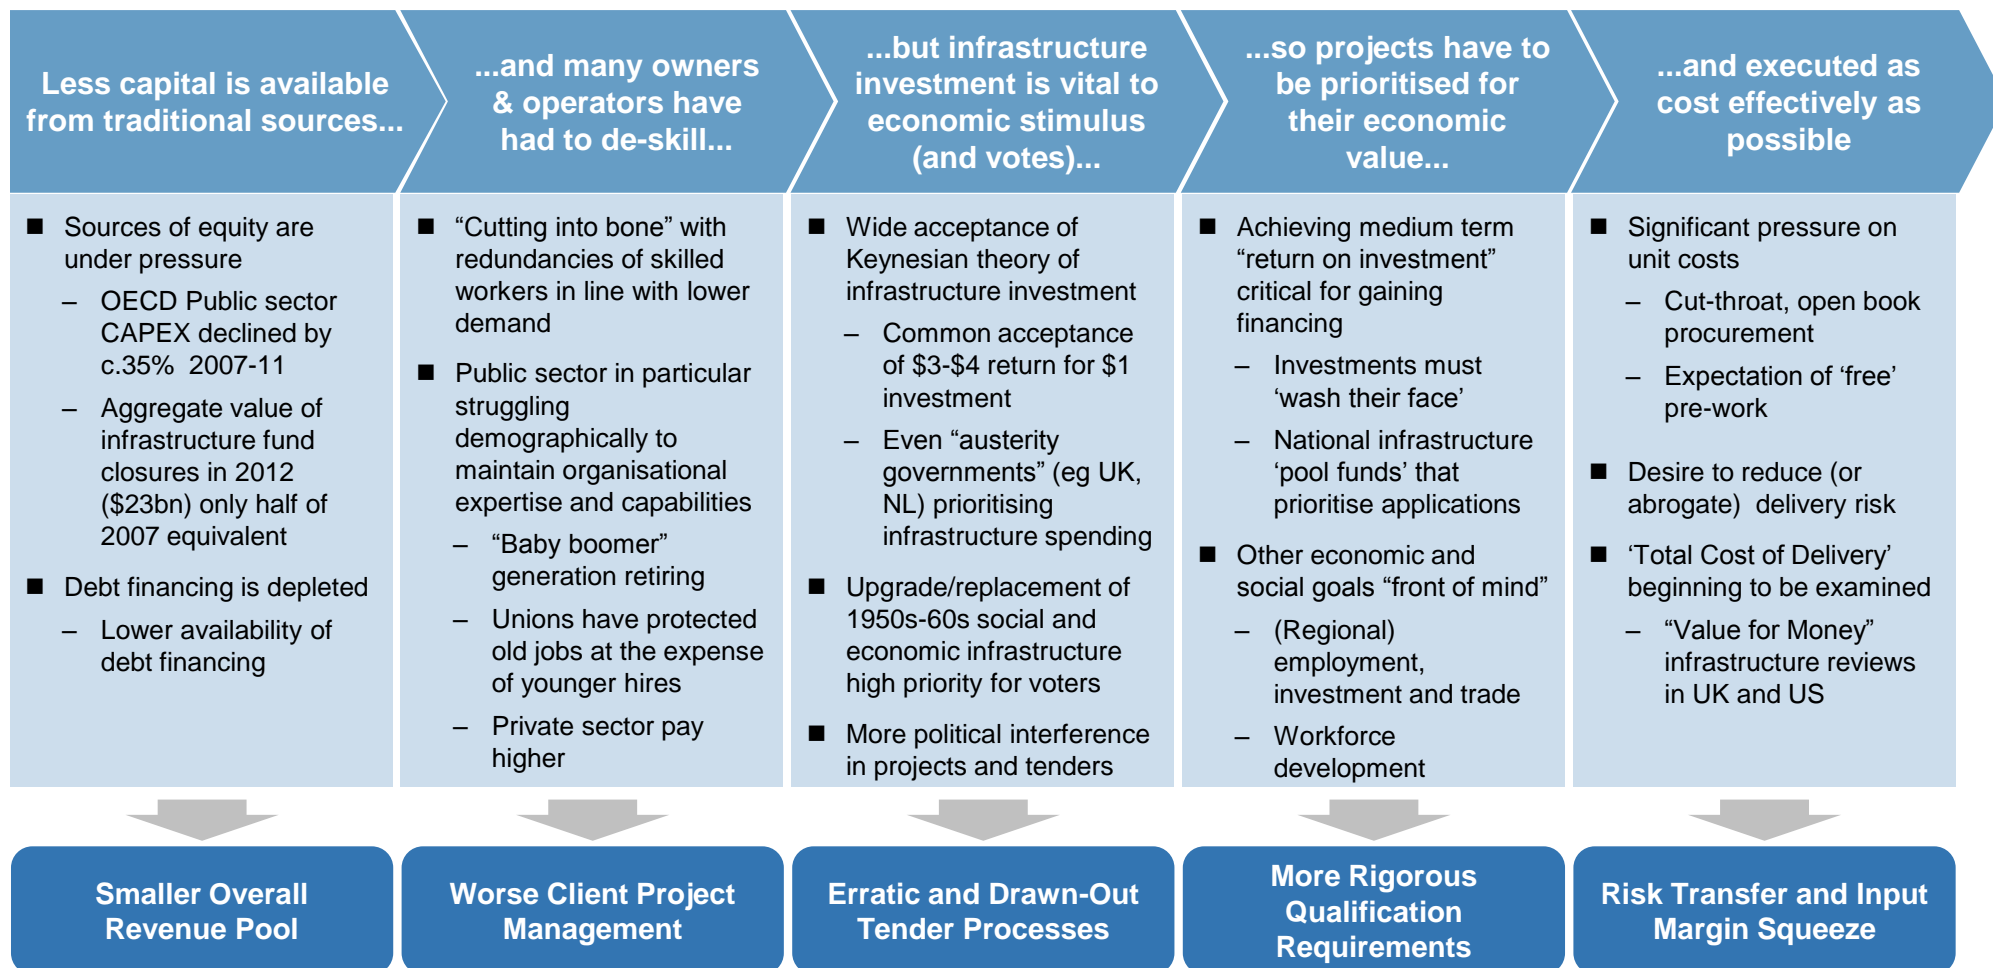 Less capital is available
from traditional sources...
...and many owners
& operators have
had to de-skill...
...but infrastructure
investment is vital to
economic stimulus
(and votes)...
...so projects have to
be prioritised for
their economic
value...
...and executed as
cost effectively as
possible
■ Sources of equity are
under pressure
– OECD Public sector
CAPEX declined by
c.35%  2007-11
– Aggregate value of
infrastructure fund
closures in 2012
($23bn) only half of
2007 equivalent
■ Debt financing is depleted
– Lower availability of
debt financing
■ “Cutting into bone” with
redundancies of skilled
workers in line with lower
demand
■ Public sector in particular
struggling
demographically to
maintain organisational
expertise and capabilities
– “Baby boomer”
generation retiring
– Unions have protected
old jobs at the expense
of younger hires
– Private sector pay
higher
■ Wide acceptance of
Keynesian theory of
infrastructure investment
– Common acceptance
of $3-$4 return for $1
investment
– Even “austerity
governments” (eg UK,
NL) prioritising
infrastructure spending
■ Upgrade/replacement of
1950s-60s social and
economic infrastructure
high priority for voters
■ More political interference
in projects and tenders
■ Achieving medium term
“return on investment”
critical for gaining
financing
– Investments must
‘wash their face’
– National infrastructure
‘pool funds’ that
prioritise applications
■ Other economic and
social goals “front of mind”
– (Regional)
employment,
investment and trade
– Workforce
development
■ Significant pressure on
unit costs
– Cut-throat, open book
procurement
– Expectation of ‘free’
pre-work
■ Desire to reduce (or
abrogate)  delivery risk
■ ‘Total Cost of Delivery’
beginning to be examined
– “Value for Money”
infrastructure reviews
in UK and US
Smaller Overall
Revenue Pool
Worse Client Project
Management
Erratic and Drawn-Out
Tender Processes
More Rigorous
Qualification
Requirements
Risk Transfer and Input
Margin Squeeze